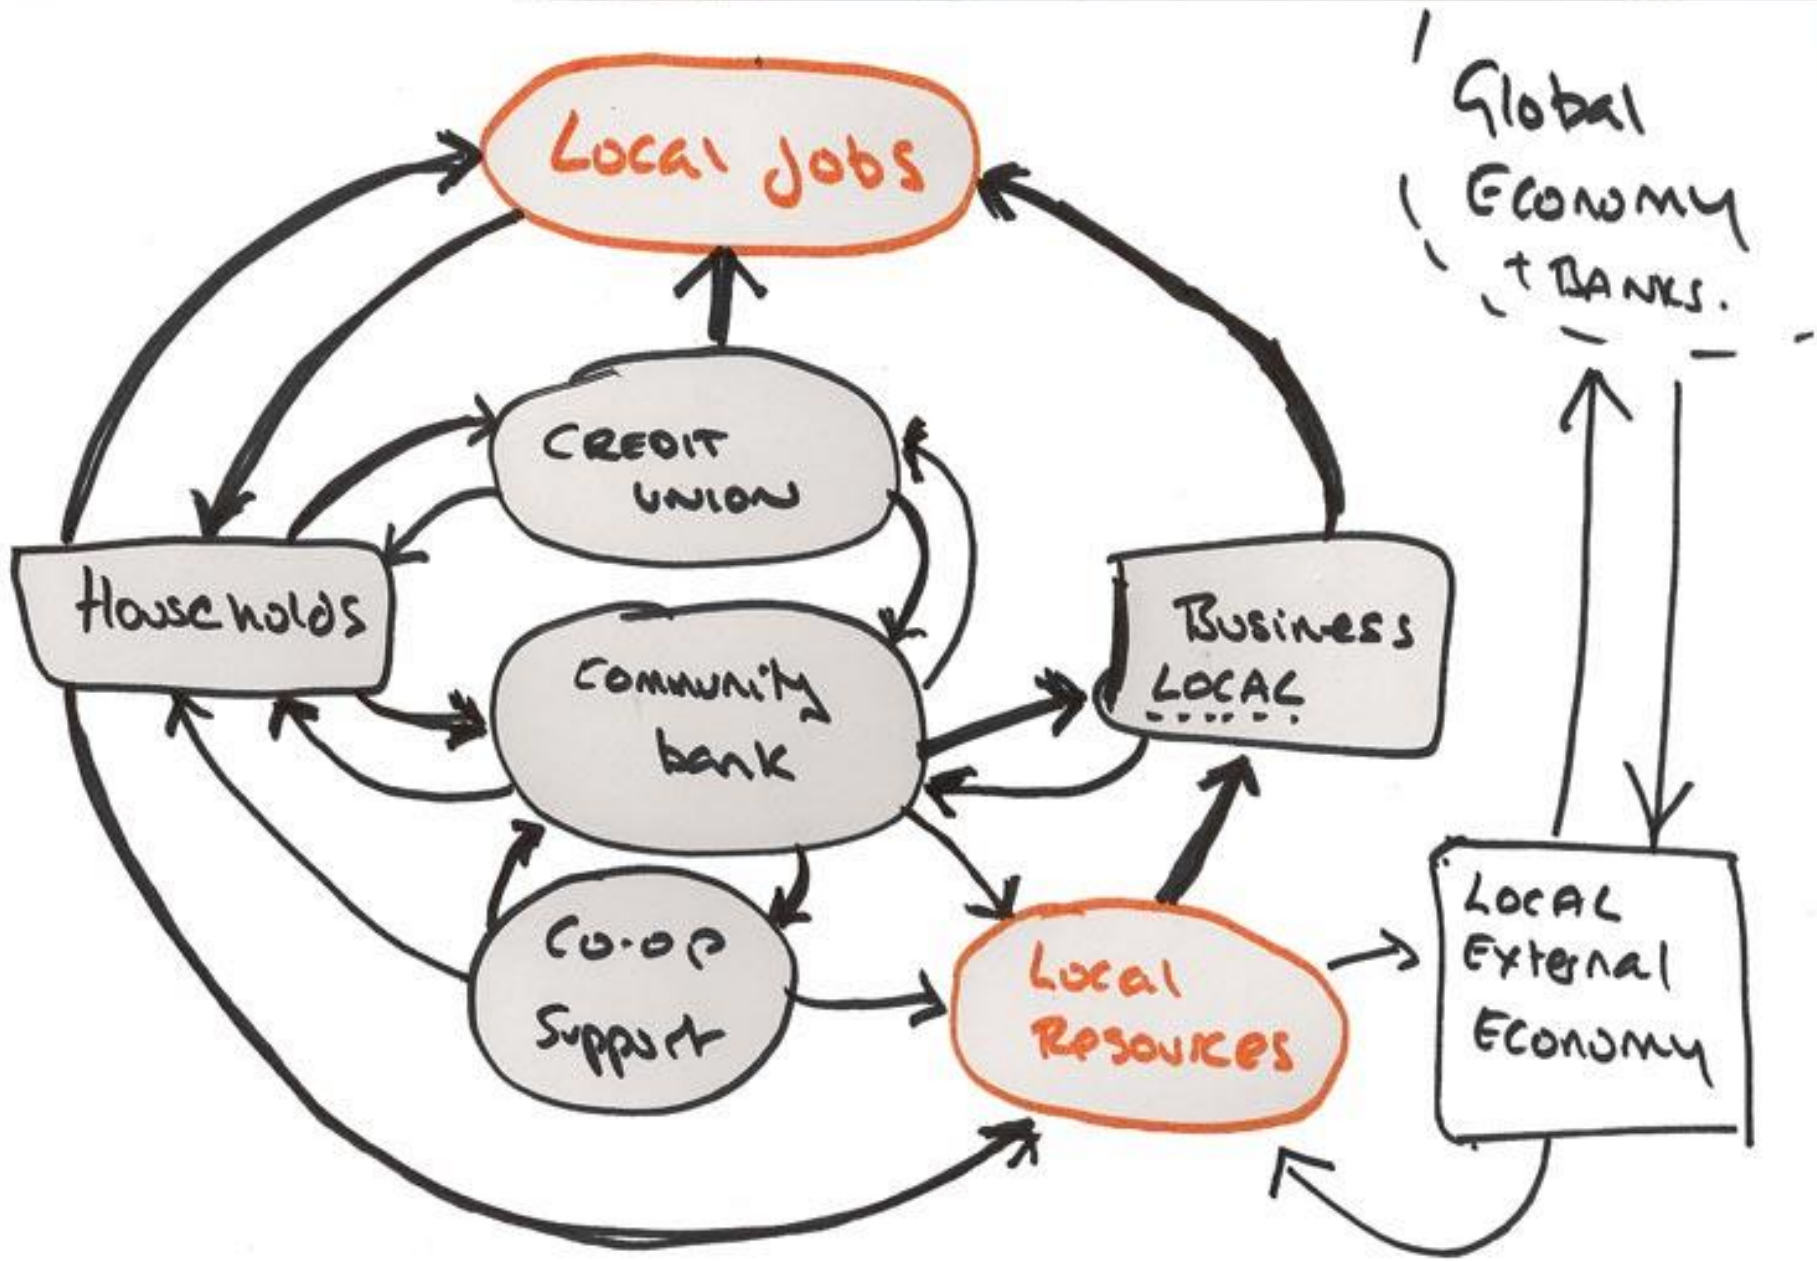 Local jobs
Global
Economy
+ BANKS.
CREDIT
UNION
Households
Business
LOCAL
Community
bank
Co-op
Support
Local
Resources
LOCAL
External
Economy